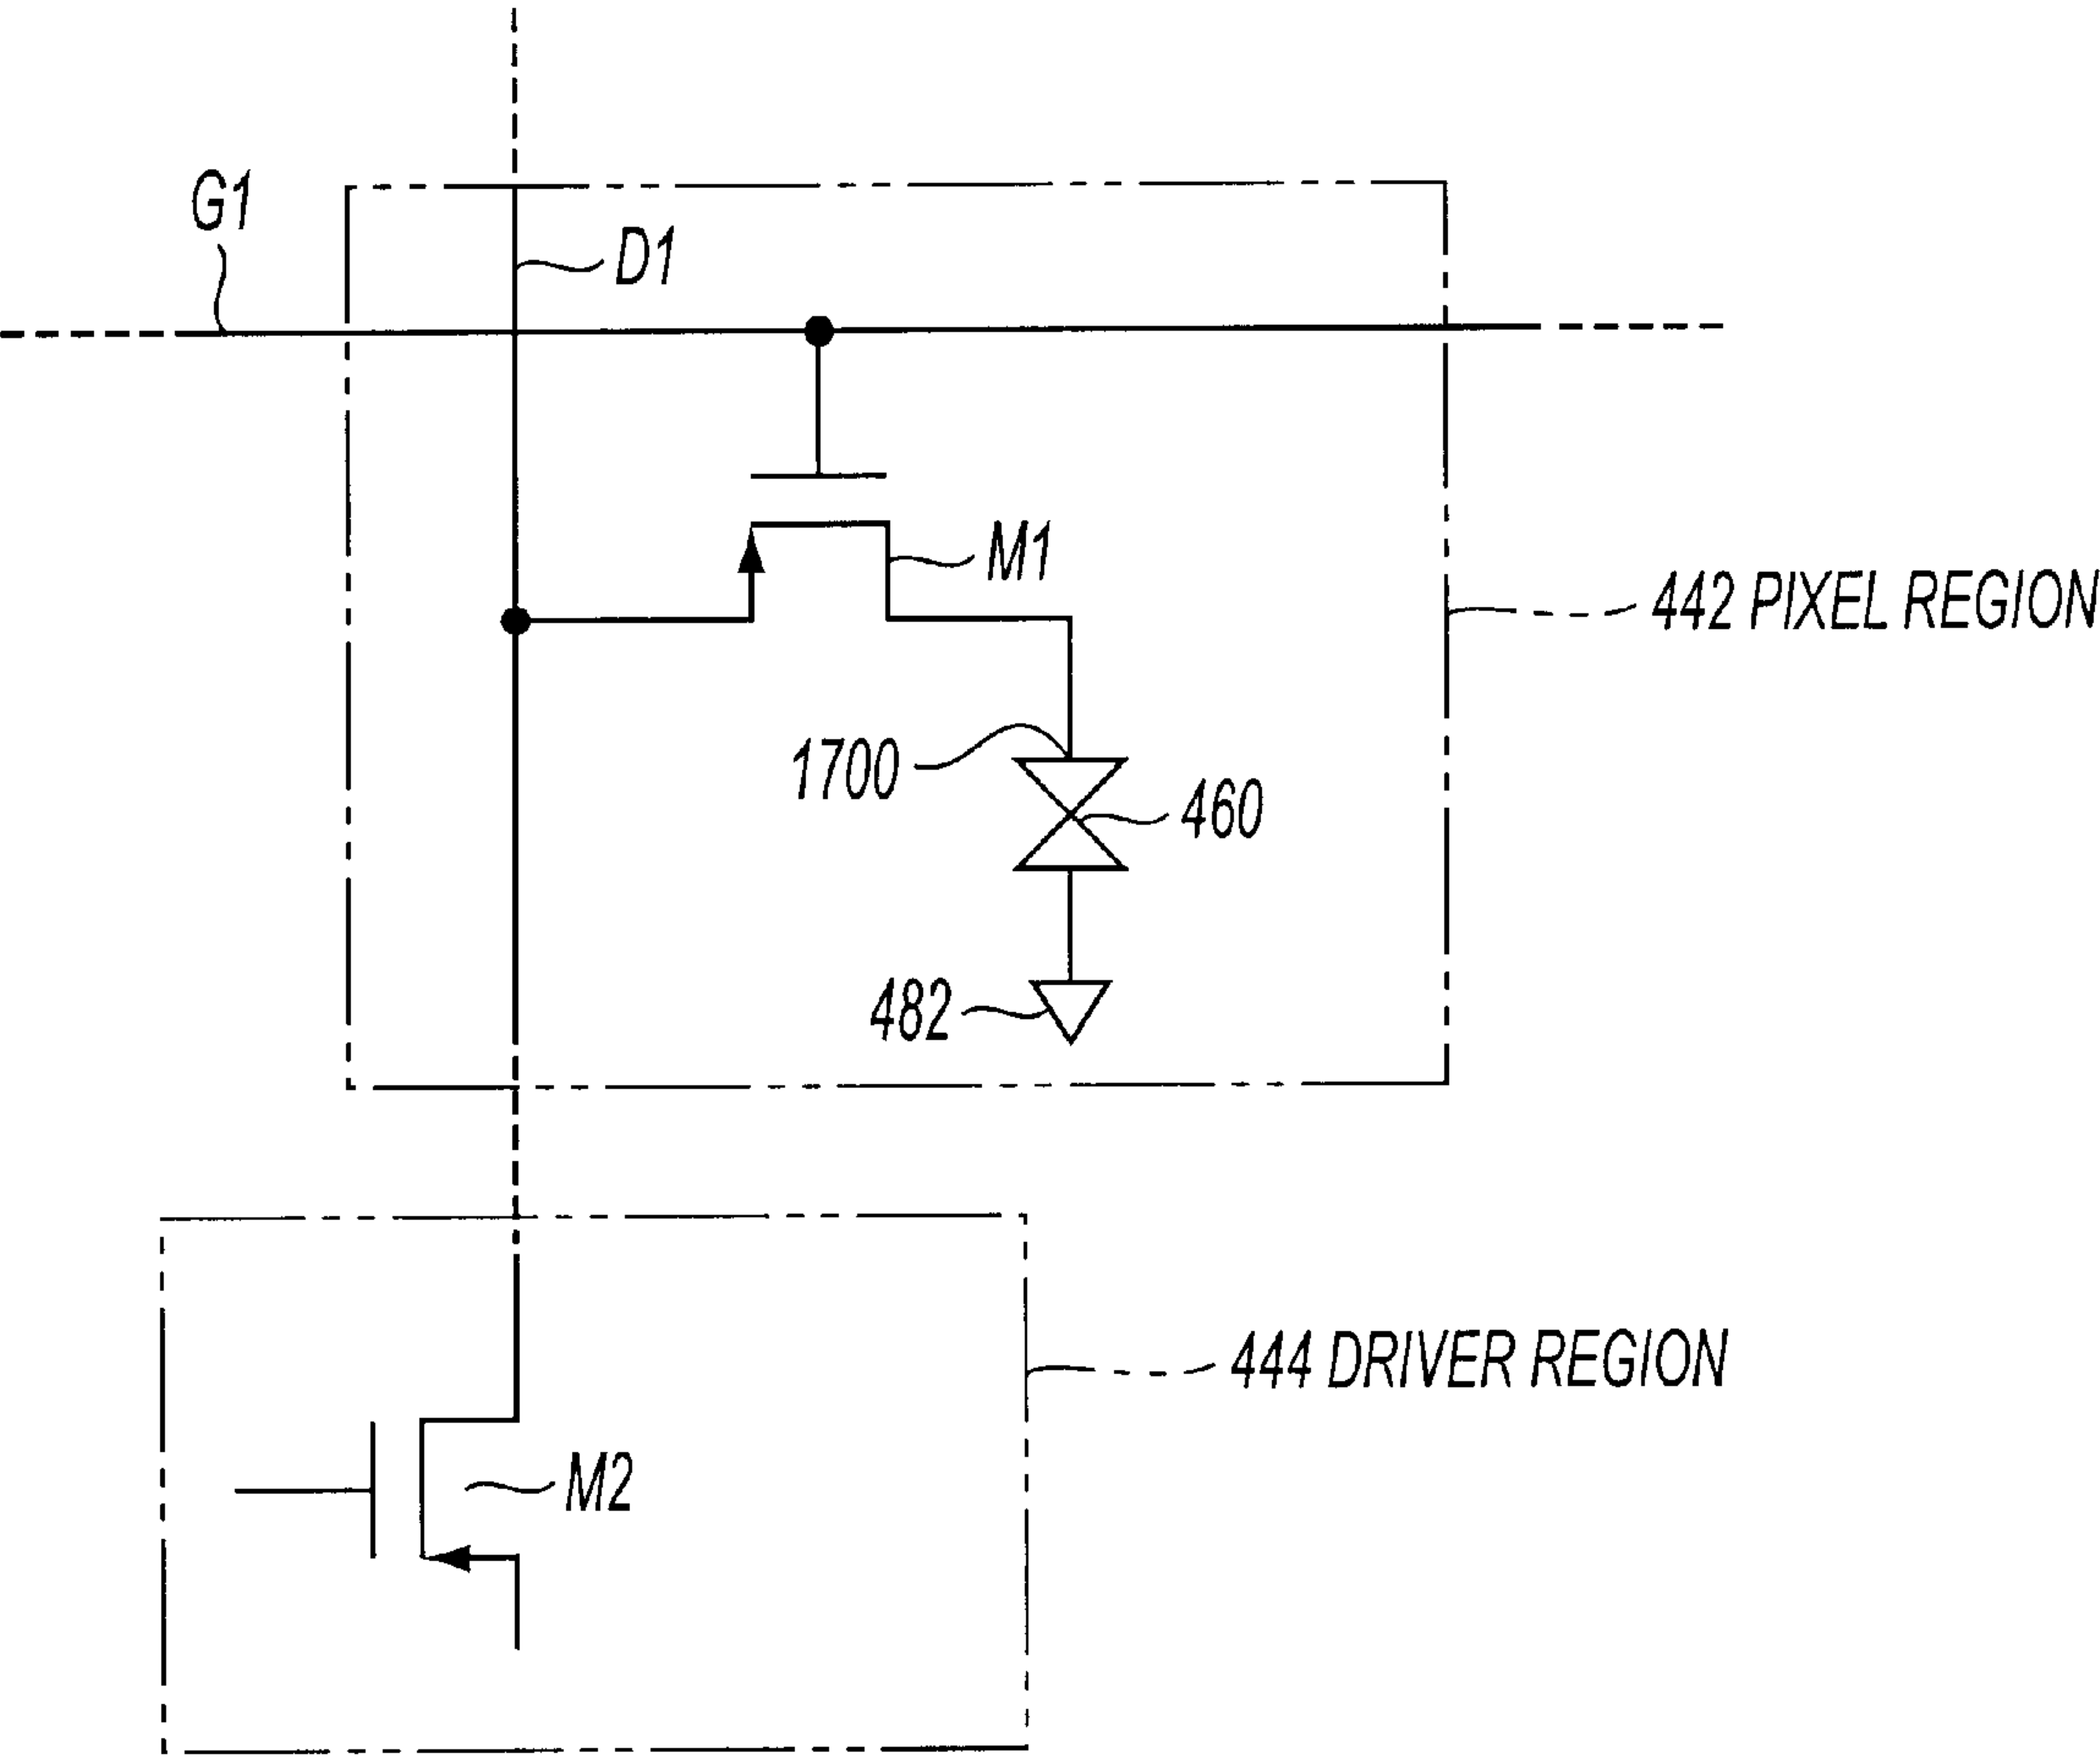 G1
D1
M1
442 PIXEL REGION
1700
460
482
444 DRIVER REGION
M2